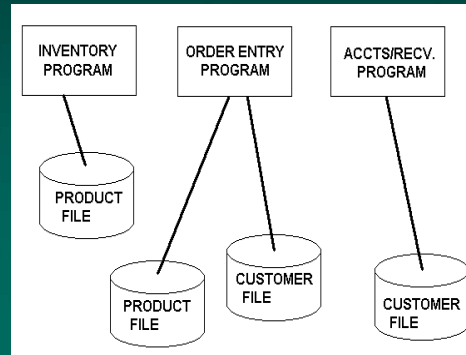 INVENTORY
PROGRAM
ORDER ENTRY
PROGRAM
ACCTS/RECV.
PROGRAM
PRODUCT
FILE
PRODUCT
FILE
CUSTOMER
FILE
CUSTOMER
FILE